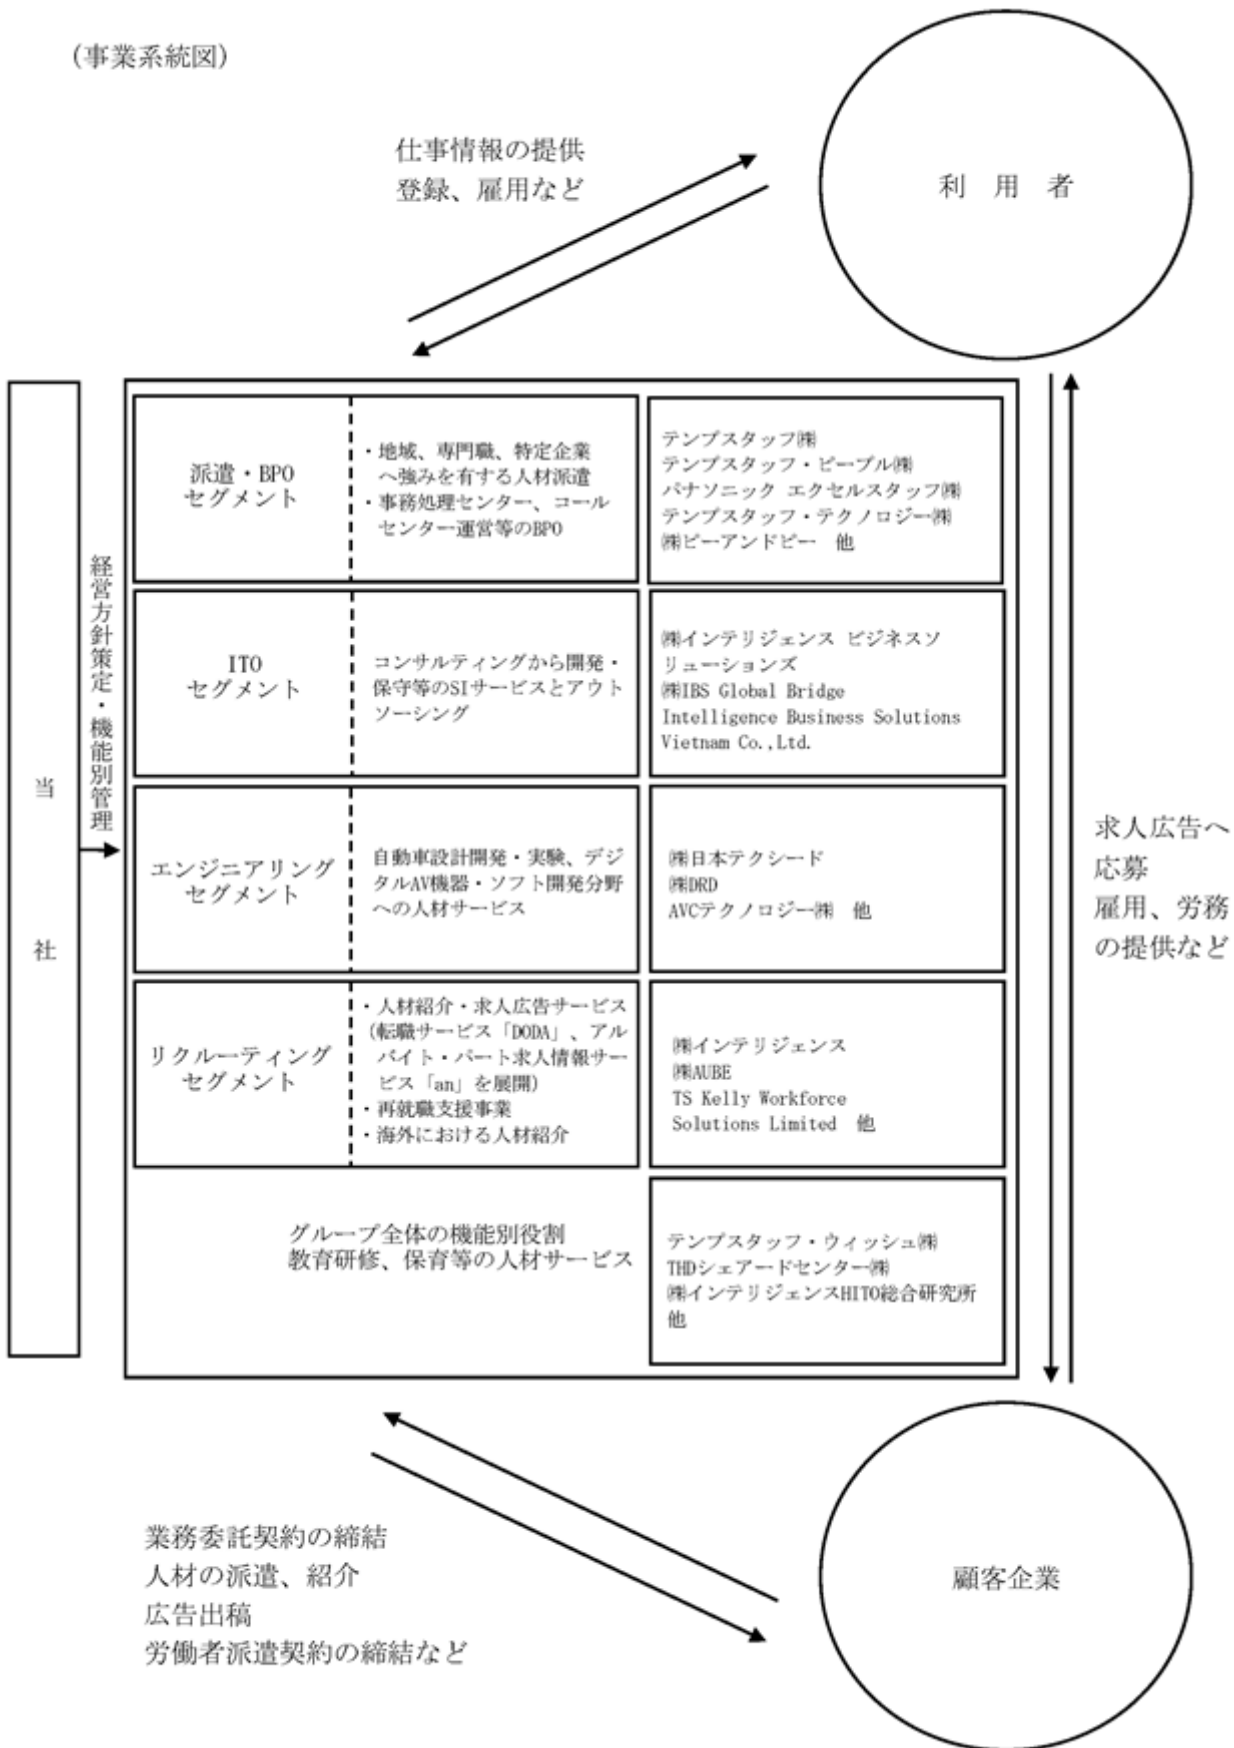 (事業系統図)
仕事情報の提供
登録、雇用など
利 用 者
当
社
経営方針策定・機能別管理
派遣・BPO
セグメント
・地域、専門職、特定企業
へ強みを有する人材派遣
・事務処理センター、コール
センター運営等のBPO
テンプスタッフ㈱
テンプスタッフ・ピープル㈱
パナソニック エクセルスタッフ㈱
テンプスタッフ・テクノロジー㈱
㈱ピーアンドピー 他
ITO
セグメント
コンサルティングから開発・
保守等のSIサービスとアウト
ソーシング
㈱インテリジェンス ビジネスソ
リューションズ
㈱IBS Global Bridge
Intelligence Business Solutions
Vietnam Co.,Ltd.
エンジニアリング
セグメント
自動車設計開発・実験、デジ
タルAV機器・ソフト開発分野
への人材サービス
㈱日本テクシード
㈱DRD
AVCテクノロジー㈱ 他
リクルーティング
セグメント
・人材紹介・求人広告サービス
(転職サービス「DODA」、アル
バイト・パート求人情報サー
ビス「an」を展開)
・再就職支援事業
・海外における人材紹介
㈱インテリジェンス
㈱AUBE
TS Kelly Workforce
Solutions Limited 他
グループ全体の機能別役割
教育研修、保育等の人材サービス
テンプスタッフ・ウィッシュ㈱
THDシェアードセンター㈱
㈱インテリジェンスHITO総合研究所
他
求人広告へ
応募
雇用、労務
の提供など
業務委託契約の締結
人材の派遣、紹介
広告出稿
労働者派遣契約の締結など
顧客企業